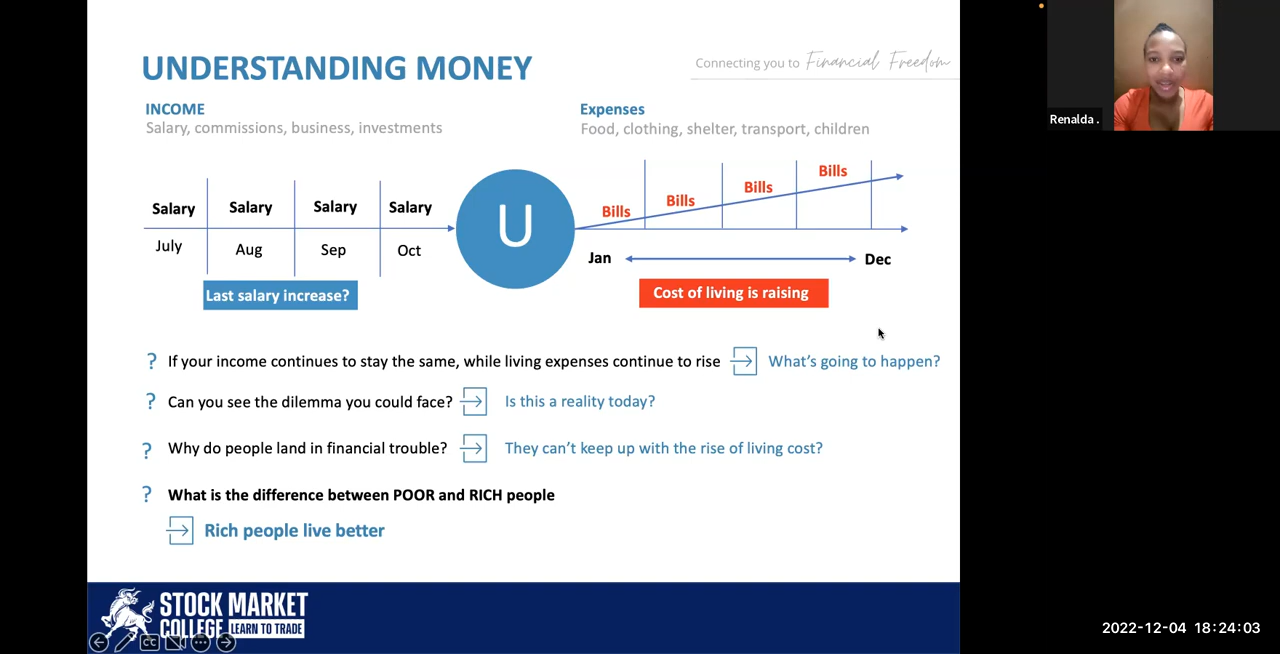 UNDERSTANDING MONEY
Connecting you to Financial Freedom
INCOME
Salary, commissions, business, investments
Expenses
Food, clothing, shelter, transport, children
Salary Salary Salary Salary
July Aug Sep Oct
Last salary increase?
U
Bills Bills Bills Bills
Jan Dec
Cost of living is raising
? If your income continues to stay the same, while living expenses continue to rise What's going to happen?
? Can you see the dilemma you could face? Is this a reality today?
? Why do people land in financial trouble? They can't keep up with the rise of living cost?
? What is the difference between POOR and RICH people
Rich people live better
STOCK MARKET
COLLEGE LEARN TO TRADE
CC
Renalda .
2022-12-04 18:24:03